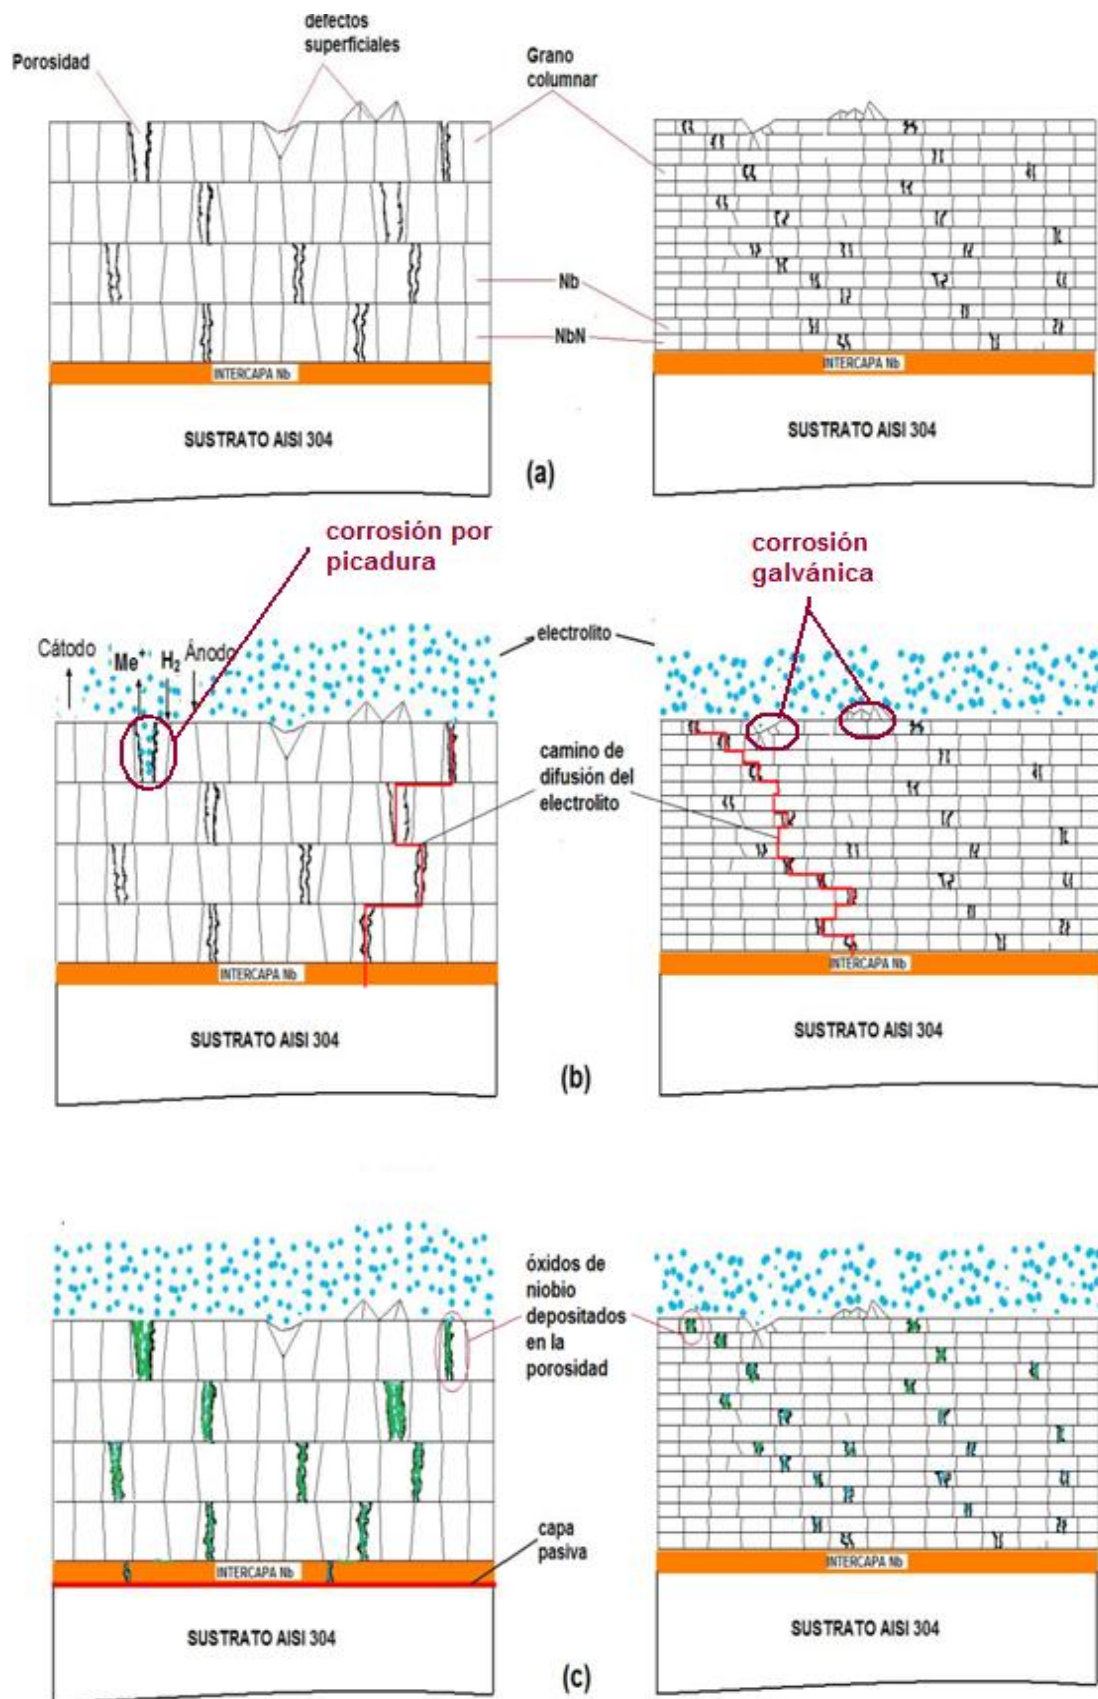 defectos
superficiales
Porosidad
Grano
columnar
Nb
NbN
INTERCAPA Nb
INTERCAPA Nb
SUSTRATO AISI 304
SUSTRATO AISI 304
(a)
corrosión por
picadura
corrosión
galvánica
electrolito
Cátodo
Me+
H2
Ánodo
camino de
difusión del
electrolito
INTERCAPA Nb
INTERCAPA Nb
SUSTRATO AISI 304
SUSTRATO AISI 304
(b)
óxidos de
niobio
depositados
en la
porosidad
capa
pasiva
INTERCAPA Nb
INTERCAPA Nb
SUSTRATO AISI 304
SUSTRATO AISI 304
(c)